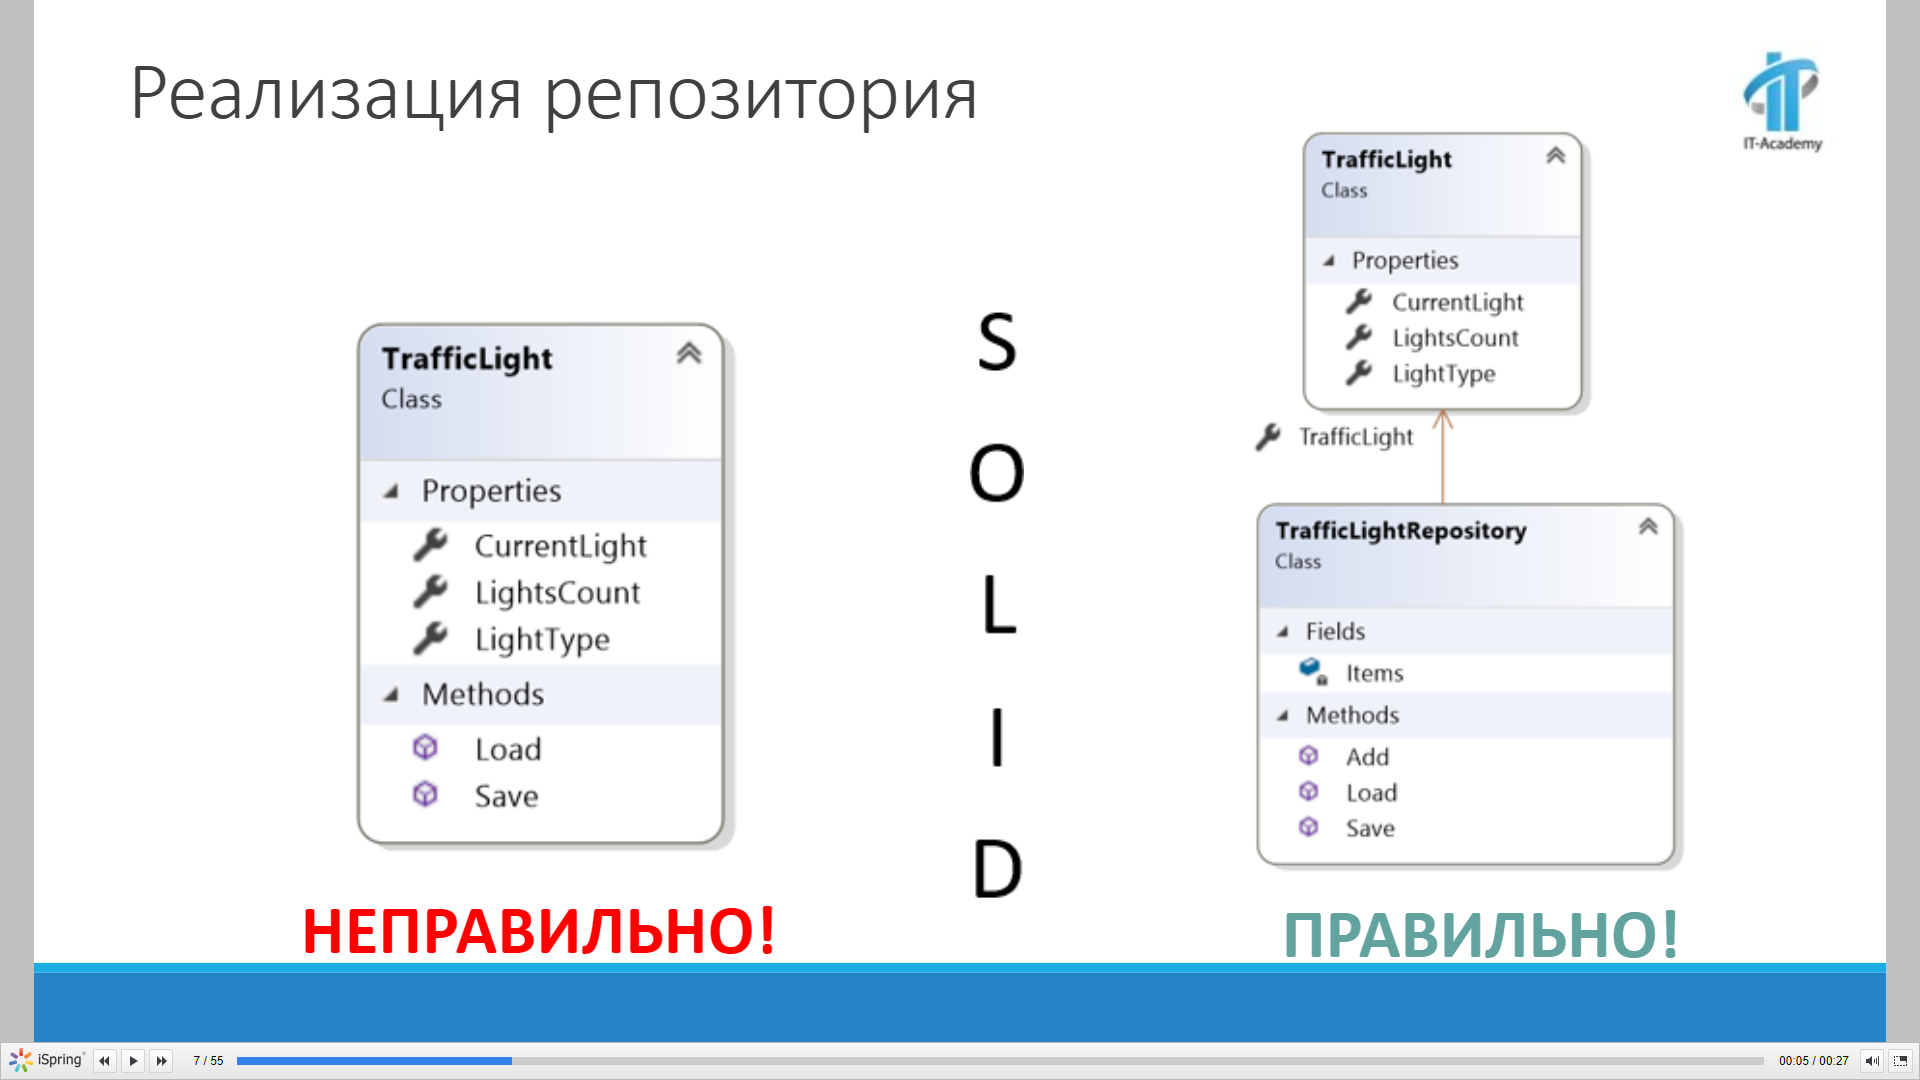 Реализация репозитория
IT-Academy
TrafficLight
Class
Properties
CurrentLight
LightsCount
LightType
Methods
Load
Save
НЕПРАВИЛЬНО!
S
O
L
I
D
TrafficLight
Class
Properties
CurrentLight
LightsCount
LightType
TrafficLight
TrafficLightRepository
Class
Fields
Items
Methods
Add
Load
Save
ПРАВИЛЬНО!
iSpring
7 / 55
00:05 / 00:27